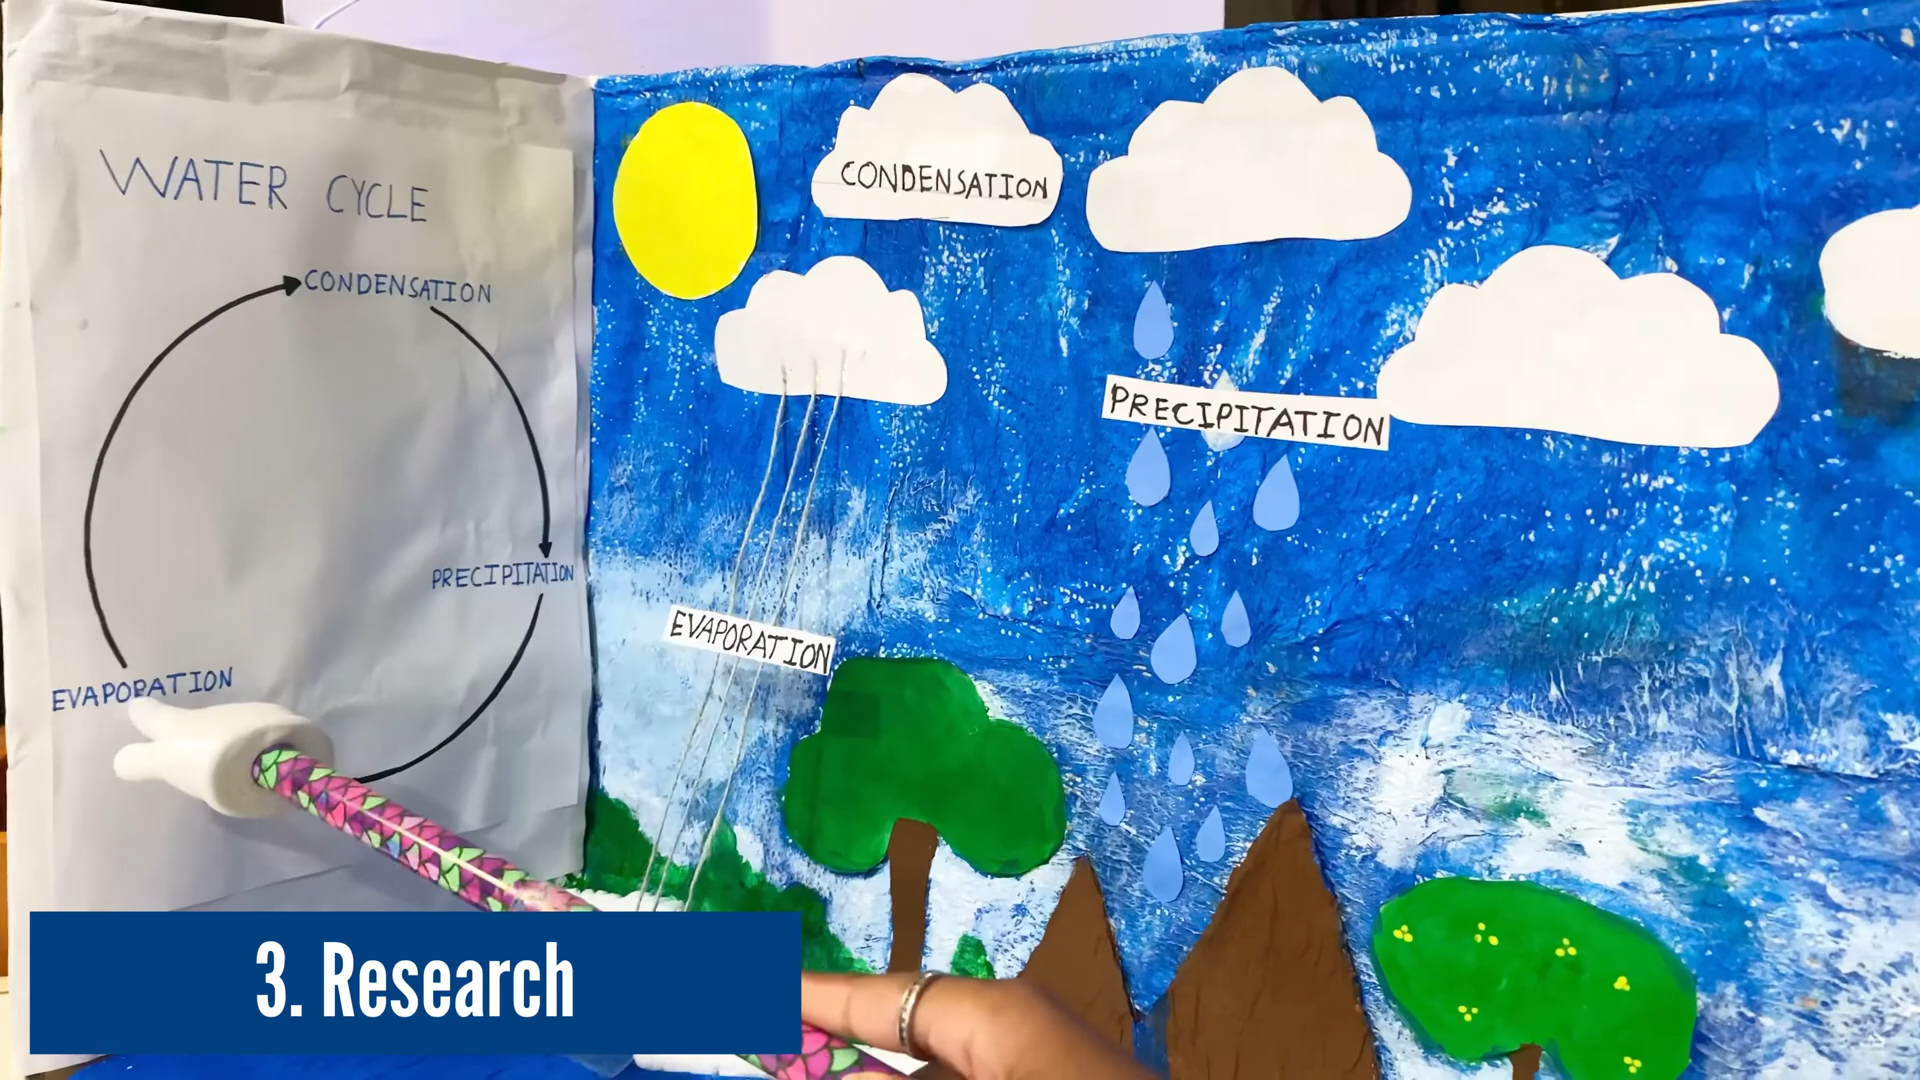 WATER CYCLE
CONDENSATION
PRECIPITATION
EVAPORATION
CONDENSATION
PRECIPITATION
EVAPORATION
3. Research